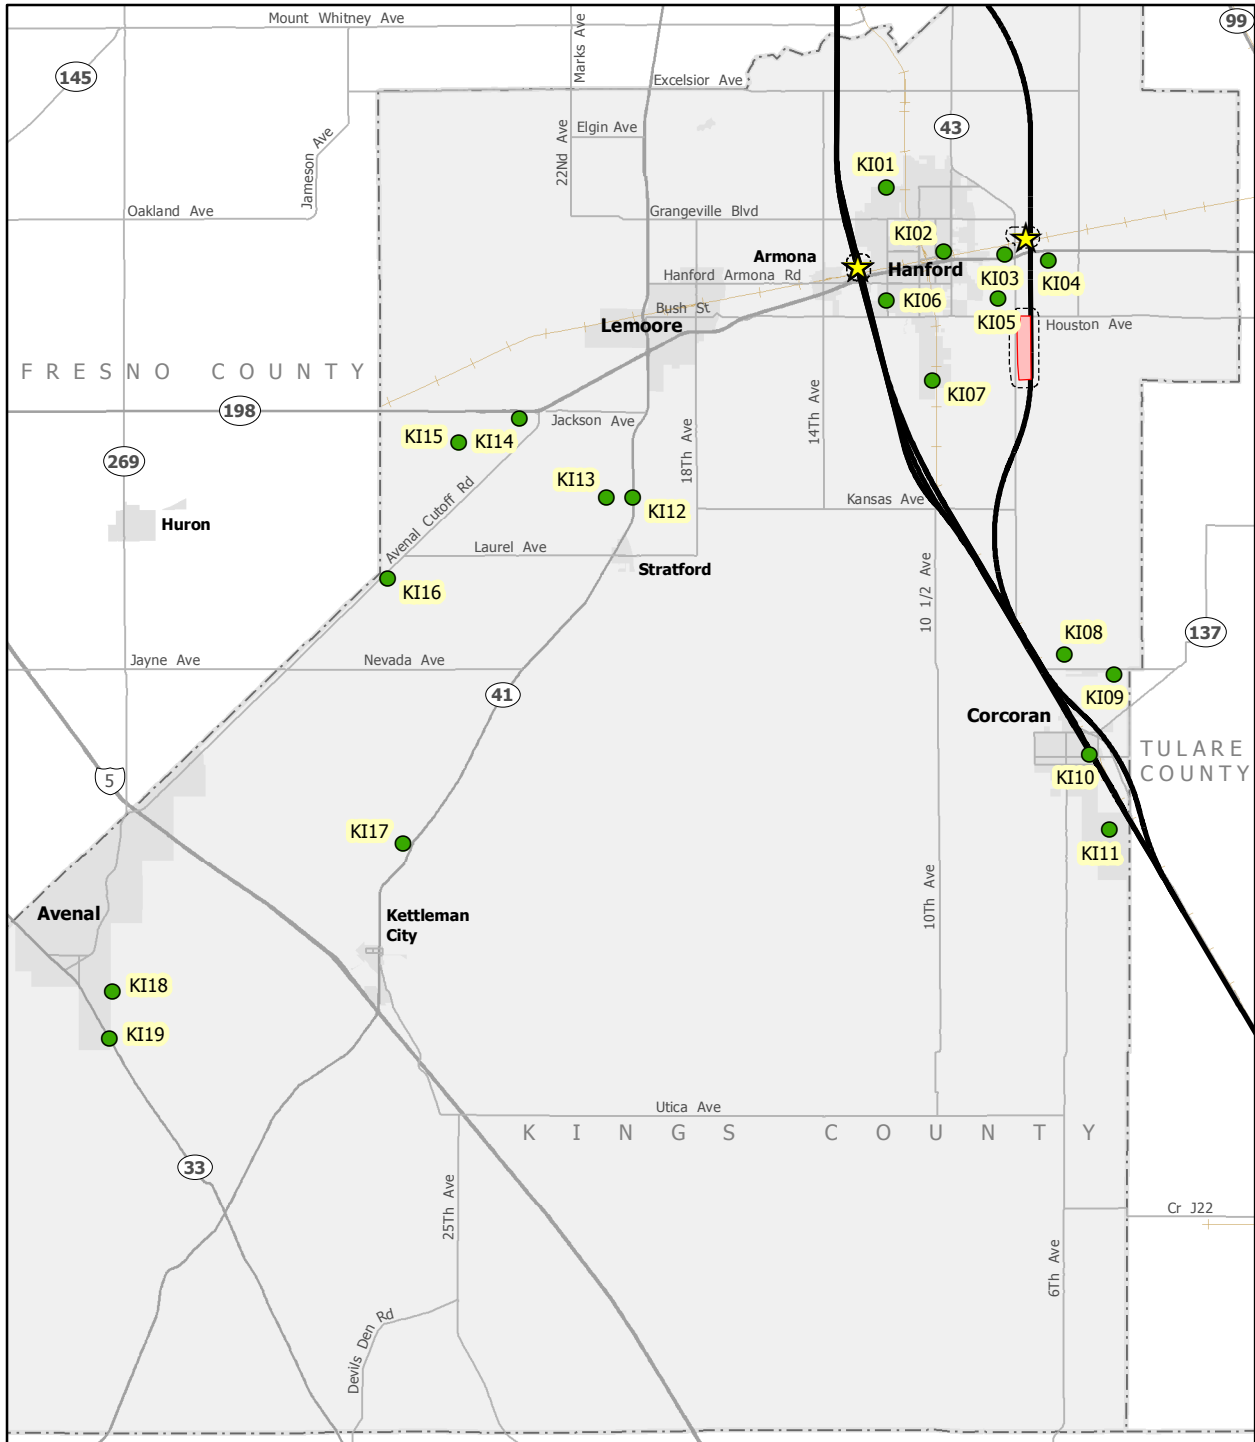 Mount Whitney Ave
99
Marks Ave
145
Excelsior Ave
Jameson Ave
22Nd Ave
Elgin Ave
43
KI01
Oakland Ave
Grangeville Blvd
KI02
Armona
Hanford
Hanford Armona Rd
KI03
KI04
KI06
Bush St
KI05
Houston Ave
Lemoore
FRESNO COUNTY
KI07
198
14Th Ave
Jackson Ave
KI15
KI14
18Th Ave
269
KI13
KI12
Kansas Ave
Avenal Cutoff Rd
Huron
Laurel Ave
Stratford
10 1/2 Ave
KI16
KI08
137
Jayne Ave
Nevada Ave
41
KI09
Corcoran
TULARE
COUNTY
5
KI10
KI17
KI11
10Th Ave
Avenal
Kettleman
City
KI18
KI19
Utica Ave
KINGS COUNTY
33
25Th Ave
Cr J22
6Th Ave
Devils Den Rd